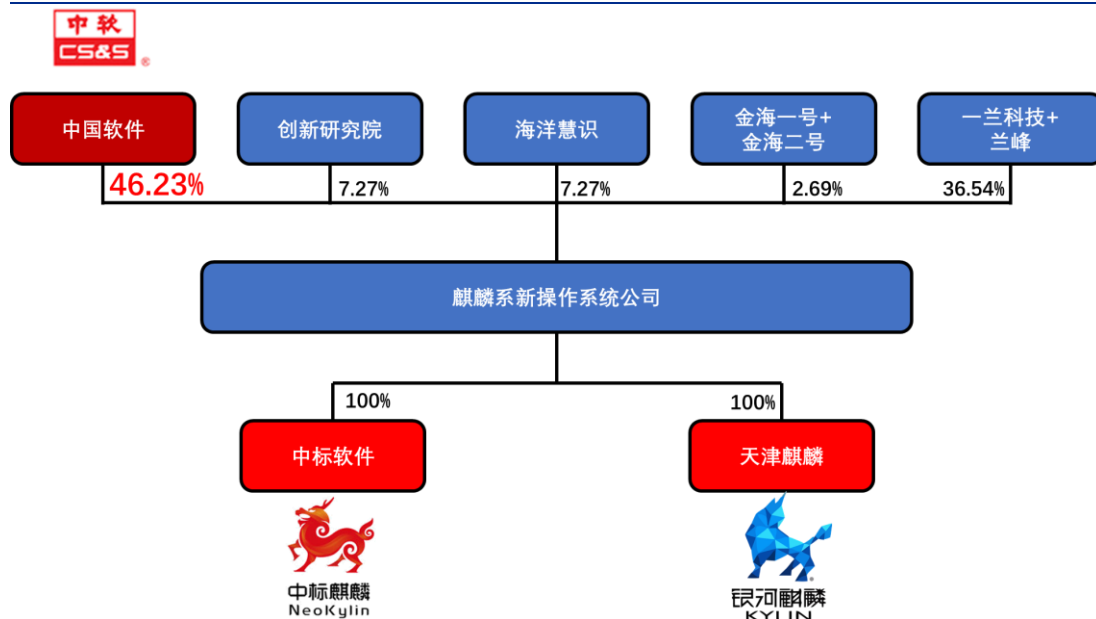 中软
CS&S
®
中国软件
创新研究院
海洋慧识
金海一号+
金海二号
一兰科技+
兰峰
46.23%
7.27%
7.27%
2.69%
36.54%
麒麟系新操作系统公司
100%
100%
中标软件
天津麒麟
中标麒麟
NeoKylin
银河麒麟
KYLIN